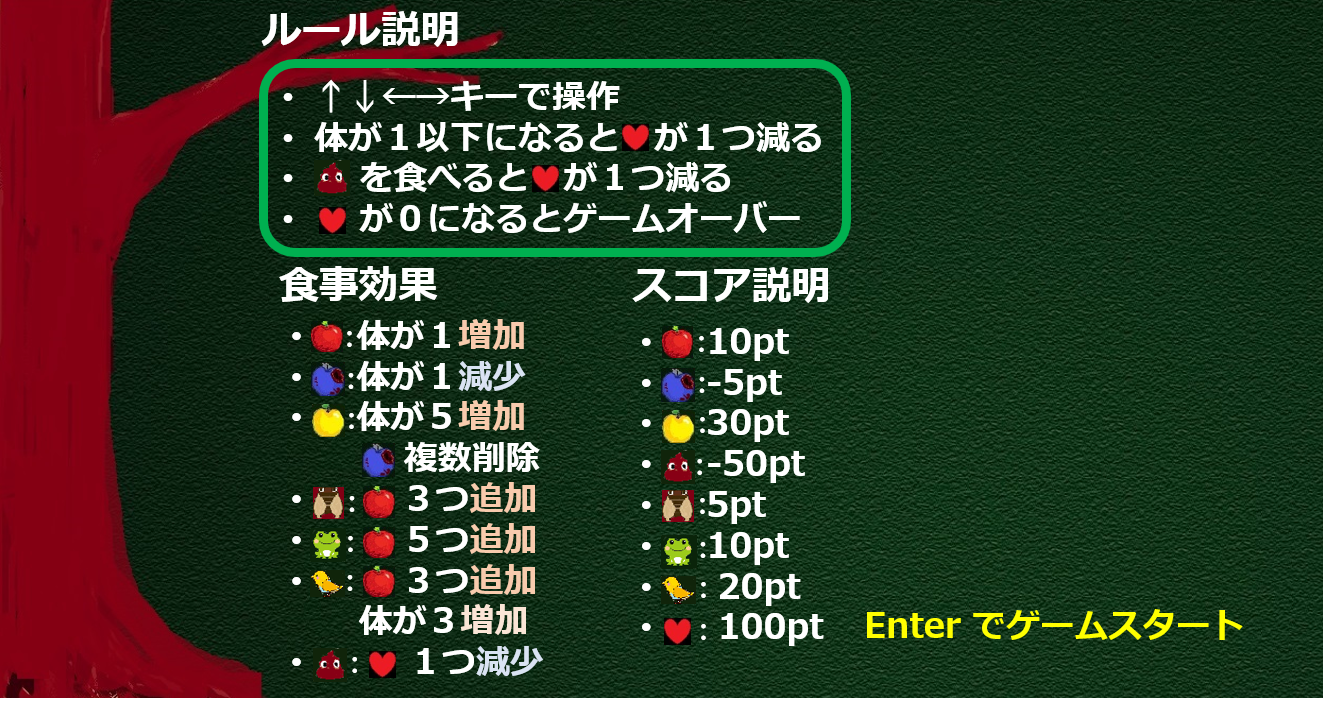 ルール説明
・ ↑↓←→キーで操作
・ 体が１以下になると が１つ減る
・ を食べると が１つ減る
・ が０になるとゲームオーバー
食事効果
・ :体が１増加
・ :体が１減少
・ :体が５増加
複数削除
・ : ３つ追加
・ : ５つ追加
・ : ３つ追加
体が３増加
・ : １つ減少
スコア説明
・ :10pt
・ :-5pt
・ :30pt
・ :-50pt
・ :5pt
・ :10pt
・ : 20pt
・ : 100pt
Enter でゲームスタート